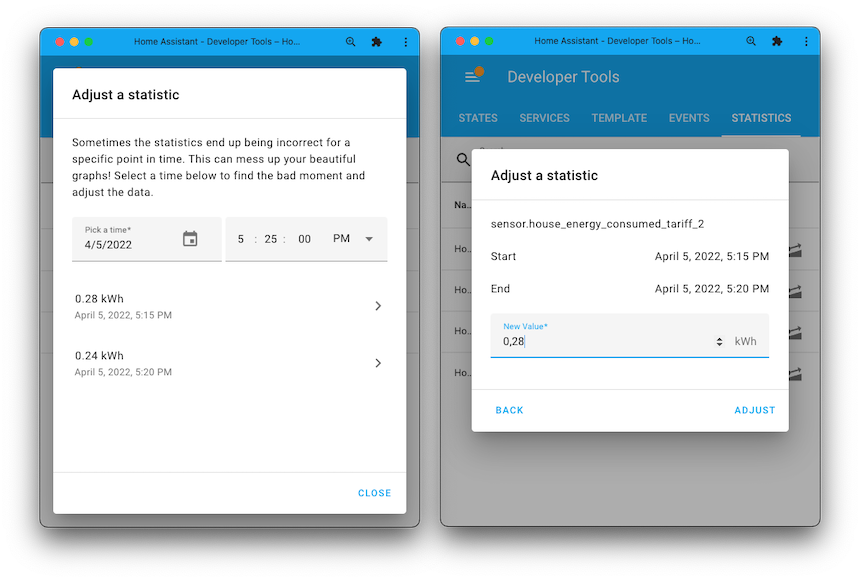 Home Assistant - Developer Tools – Ho...
Adjust a statistic
Sometimes the statistics end up being incorrect for a
specific point in time. This can mess up your beautiful
graphs! Select a time below to find the bad moment and
adjust the data.
Pick a time*
4/5/2022
5 : 25 : 00 PM
0.28 kWh
April 5, 2022, 5:15 PM
0.24 kWh
April 5, 2022, 5:20 PM
CLOSE
Home Assistant - Developer Tools – Ho...
Developer Tools
STATES SERVICES TEMPLATE EVENTS STATISTICS
Na...
Ho...
Ho...
Ho...
Ho...
Adjust a statistic
sensor.house_energy_consumed_tariff_2
Start April 5, 2022, 5:15 PM
End April 5, 2022, 5:20 PM
New Value*
0,28 kWh
BACK ADJUST